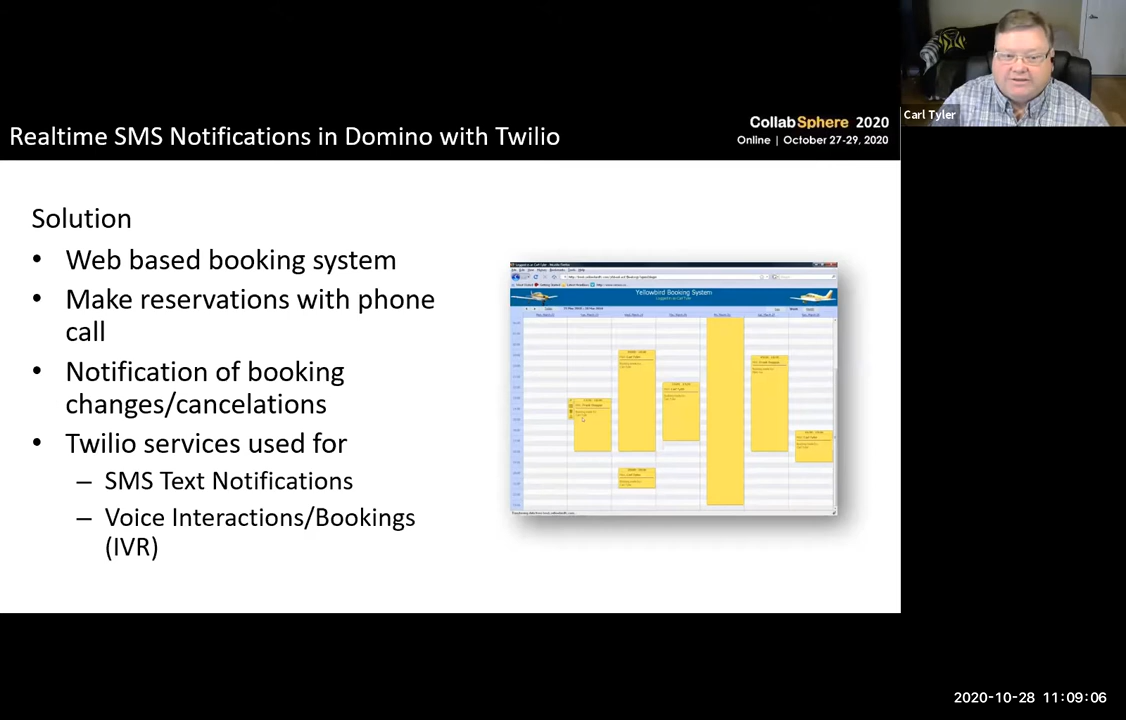 Carl Tyler
Realtime SMS Notifications in Domino with Twilio
CollabSphere 2020
Online | October 27-29, 2020
Solution
• Web based booking system
• Make reservations with phone
call
• Notification of booking
changes/cancelations
• Twilio services used for
– SMS Text Notifications
– Voice Interactions/Bookings
(IVR)
Yellowbird Booking System
2020-10-28 11:09:06